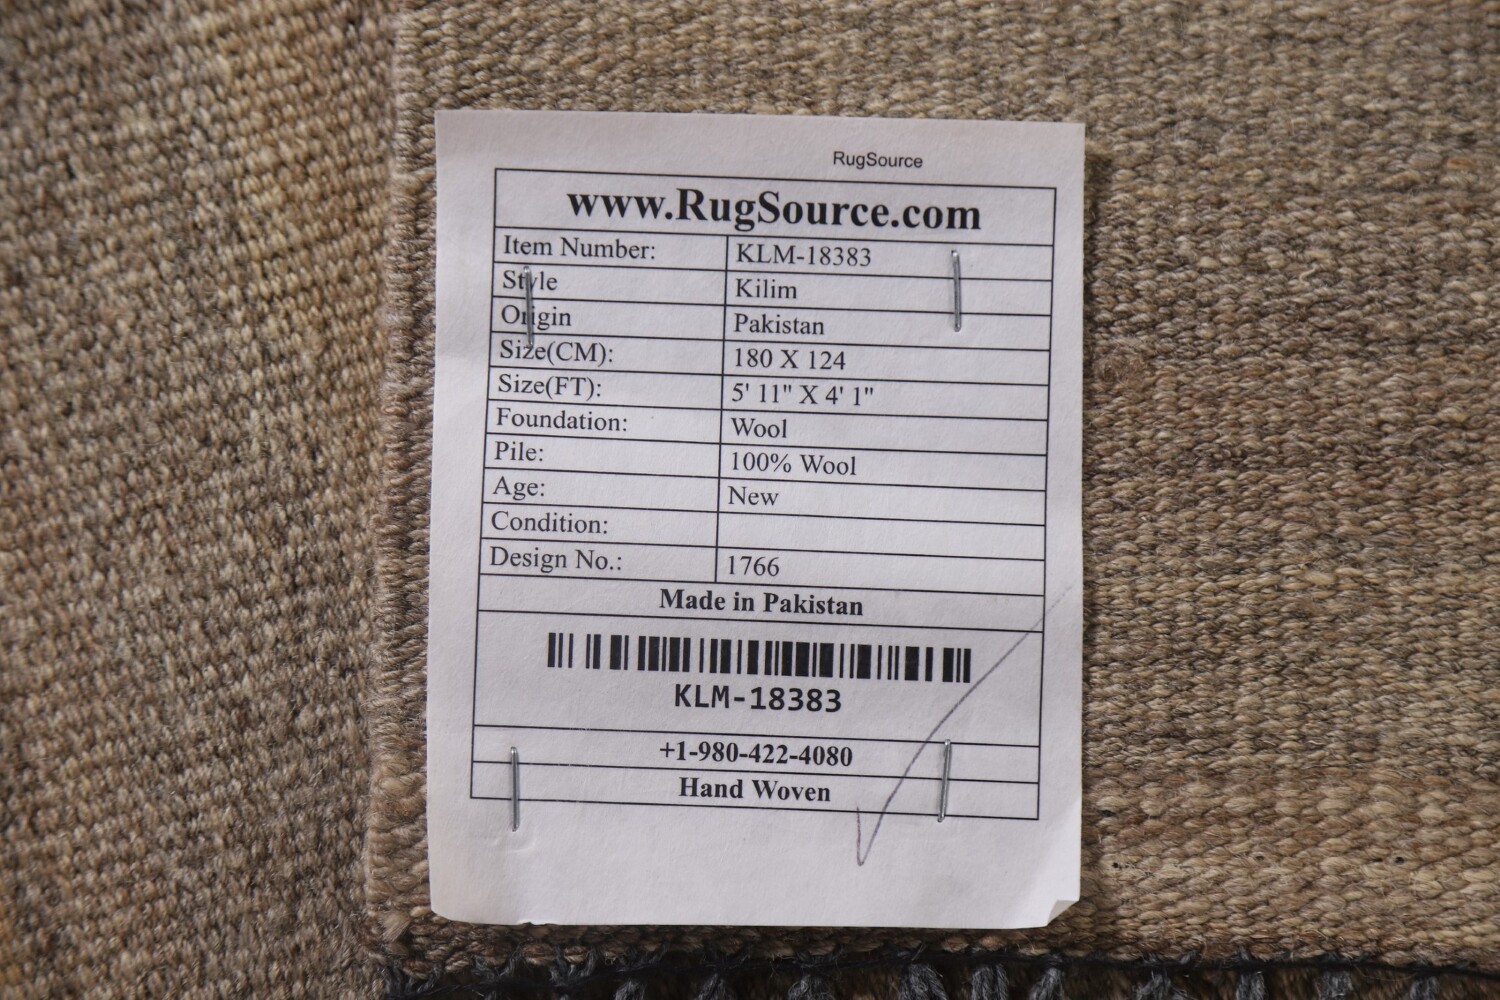 RugSource
www.RugSource.com
Item Number: KLM-18383
Style Kilim
Origin Pakistan
Size(CM): 180 X 124
Size(FT): 5' 11" X 4' 1"
Foundation: Wool
Pile: 100% Wool
Age: New
Condition:
Design No.: 1766
Made in Pakistan
KLM-18383
+1-980-422-4080
Hand Woven